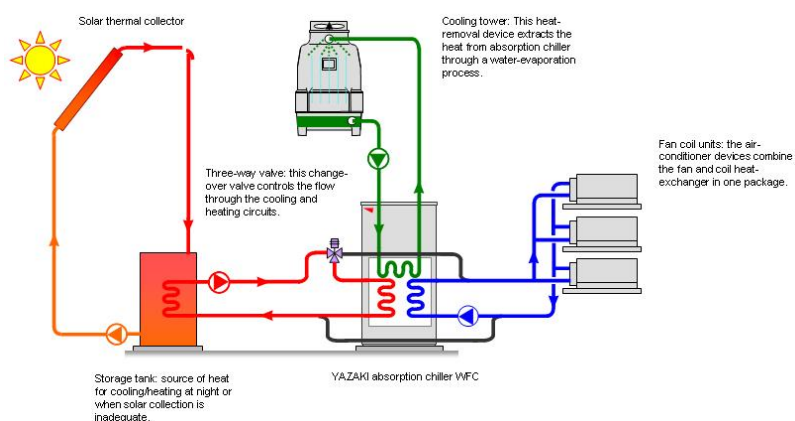 Solar thermal collector
Cooling tower: This heat-
removal device extracts the
heat from absorption chiller
through a water-evaporation
process.
Fan coil units: the air-
conditioner devices combine
the fan and coil heat-
exchanger in one package.
Three-way valve: this change-
over valve controls the flow
through the cooling and
heating circuits.
Storage tank: source of heat
for cooling/heating at night or
when solar collection is
inadequate.
YAZAKI absorption chiller WFC